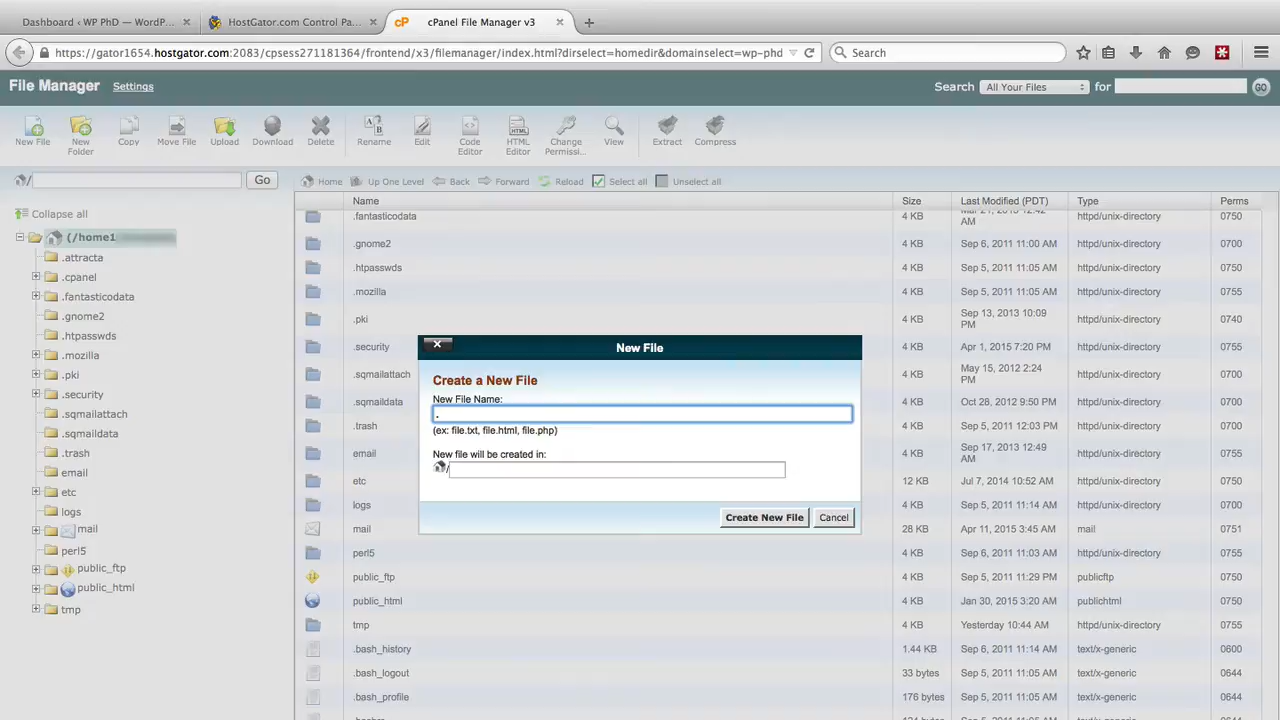 Dashboard ‹ WP PhD — WordP... × HostGator.com Control Pa... × cPanel File Manager v3 × +
https://gator1654.hostgator.com:2083/cpsess271181364/frontend/x3/filemanager/index.html?dirselect=homedir&domainselect=wp-phd Search
File Manager Settings Search All Your Files for GO
New File New Folder Copy Move File Upload Download Delete Rename Edit Code Editor HTML Editor Change Permissi... View Extract Compress
/ Go Home Up One Level Back Forward Reload Select all Unselect all
Name Size Last Modified (PDT) Type Perms
Collapse all
(/home1
.attracta
.cpanel
.fantasticodata
.gnome2
.htpasswds
.mozilla
.pki
.security
.sqmailattach
.sqmaildata
.trash
email
etc
logs
mail
perl5
public_ftp
public_html
tmp
.fantasticodata 4 KB AM httpd/unix-directory 0750
.gnome2 4 KB Sep 6, 2011 11:00 AM httpd/unix-directory 0700
.htpasswds 4 KB Sep 5, 2011 11:05 AM httpd/unix-directory 0750
.mozilla 4 KB Sep 5, 2011 11:05 AM httpd/unix-directory 0755
.pki 4 KB Sep 13, 2013 10:09 PM httpd/unix-directory 0740
.security 4 KB Apr 1, 2015 7:20 PM httpd/unix-directory 0755
.sqmailattach 4 KB May 15, 2012 2:24 PM httpd/unix-directory 0755
.sqmaildata 4 KB Oct 28, 2012 9:50 PM httpd/unix-directory 0755
.trash 4 KB Sep 5, 2011 12:03 PM httpd/unix-directory 0700
email 4 KB Sep 17, 2013 12:49 AM httpd/unix-directory 0755
etc 12 KB Jul 7, 2014 10:52 AM httpd/unix-directory 0750
logs 4 KB Sep 5, 2011 11:05 AM httpd/unix-directory 0700
mail 28 KB Apr 11, 2015 3:45 AM mail 0751
perl5 4 KB Sep 6, 2011 11:03 AM httpd/unix-directory 0755
public_ftp 4 KB Sep 5, 2011 11:29 PM publicftp 0750
public_html 4 KB Jan 30, 2015 3:20 AM publichtml 0750
tmp 4 KB Yesterday 10:44 AM httpd/unix-directory 0755
.bash_history 1.44 KB Sep 6, 2011 11:14 AM text/x-generic 0600
.bash_logout 33 bytes Sep 5, 2011 11:05 AM text/x-generic 0644
.bash_profile 176 bytes Sep 5, 2011 11:05 AM text/x-generic 0644
New File
Create a New File
New File Name:
.
(ex: file.txt, file.html, file.php)
New file will be created in:
/
Create New File Cancel